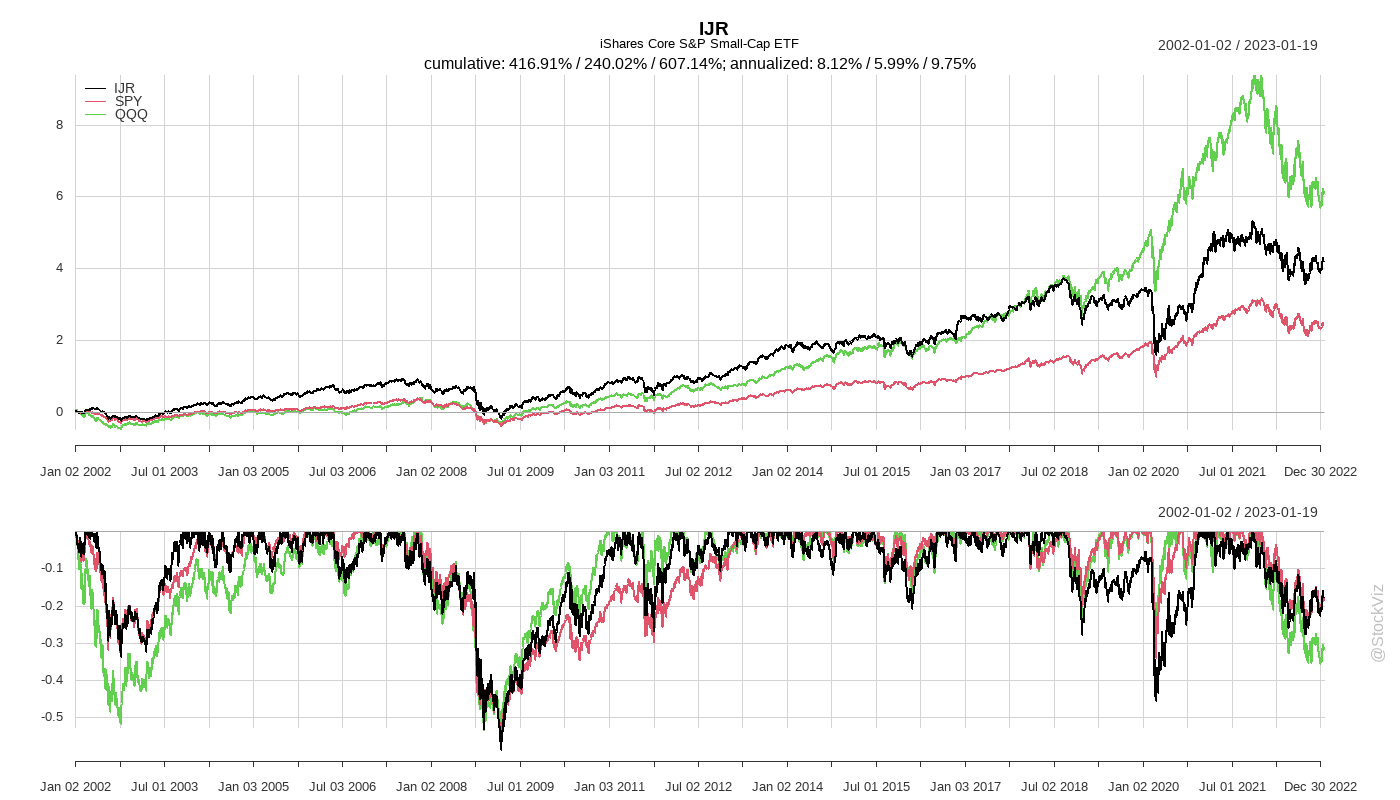 IJR
iShares Core S&P Small-Cap ETF
2002-01-02 / 2023-01-19
cumulative: 416.91% / 240.02% / 607.14%; annualized: 8.12% / 5.99% / 9.75%
IJR
SPY
QQQ
8
6
4
2
0
Jan 02 2002 Jul 01 2003 Jan 03 2005 Jul 03 2006 Jan 02 2008 Jul 01 2009 Jan 03 2011 Jul 02 2012 Jan 02 2014 Jul 01 2015 Jan 03 2017 Jul 02 2018 Jan 02 2020 Jul 01 2021 Dec 30 2022
2002-01-02 / 2023-01-19
-0.1
-0.2
-0.3
-0.4
-0.5
Jan 02 2002 Jul 01 2003 Jan 03 2005 Jul 03 2006 Jan 02 2008 Jul 01 2009 Jan 03 2011 Jul 02 2012 Jan 02 2014 Jul 01 2015 Jan 03 2017 Jul 02 2018 Jan 02 2020 Jul 01 2021 Dec 30 2022
@StockViz